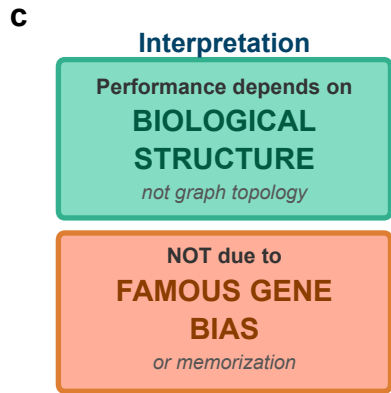 c
Interpretation
Performance depends on
BIOLOGICAL
STRUCTURE
not graph topology
NOT due to
FAMOUS GENE
BIAS
or memorization